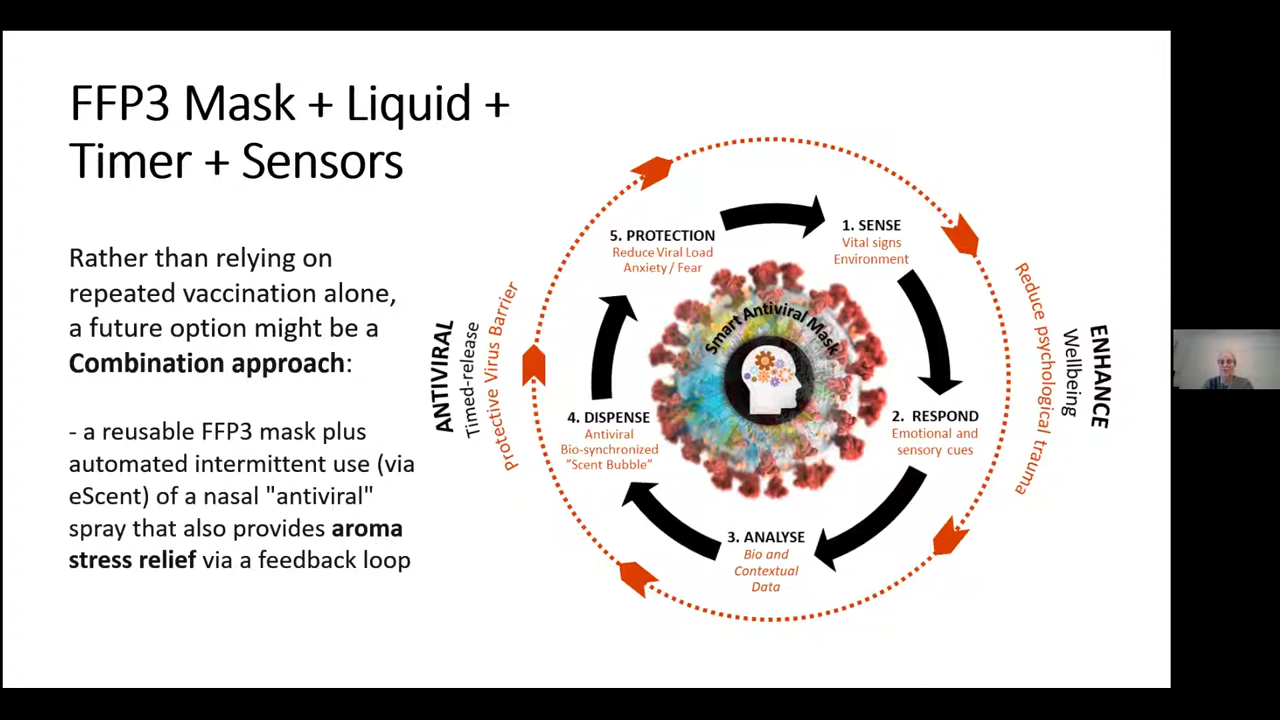 FFP3 Mask + Liquid +
Timer + Sensors
Rather than relying on
repeated vaccination alone,
a future option might be a
Combination approach:
- a reusable FFP3 mask plus
automated intermittent use (via
eScent) of a nasal "antiviral"
spray that also provides aroma
stress relief via a feedback loop
ANTIVIRAL
Timed-release
Protective Virus Barrier
5. PROTECTION
Reduce Viral Load
Anxiety / Fear
1. SENSE
Vital signs
Environment
Smart Antiviral Mask
4. DISPENSE
Antiviral
Bio-synchronized
"Scent Bubble"
2. RESPOND
Emotional and
sensory cues
3. ANALYSE
Bio and
Contextual
Data
Reduce psychological trauma
Wellbeing
ENHANCE